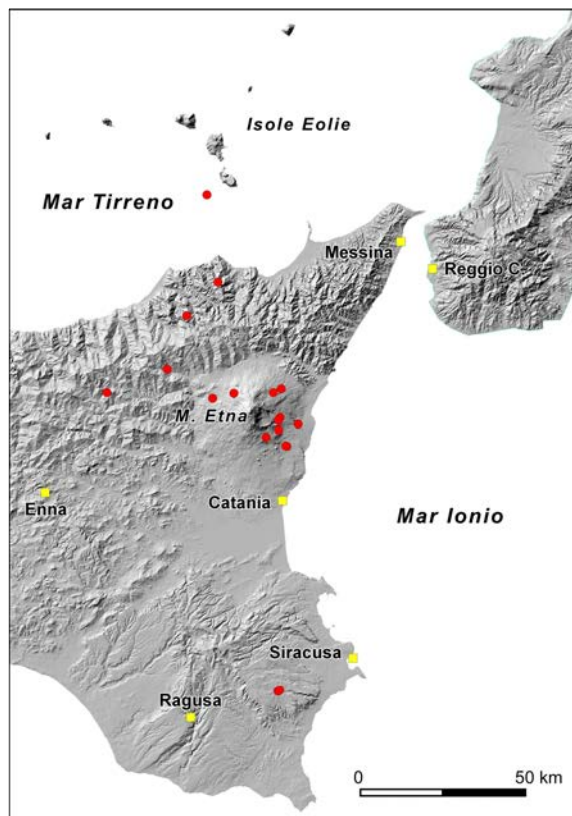 Isole Eolie
Mar Tirreno
Messina
Reggio C.
M. Etna
Enna
Catania
Mar Ionio
Siracusa
Ragusa
0 50 km